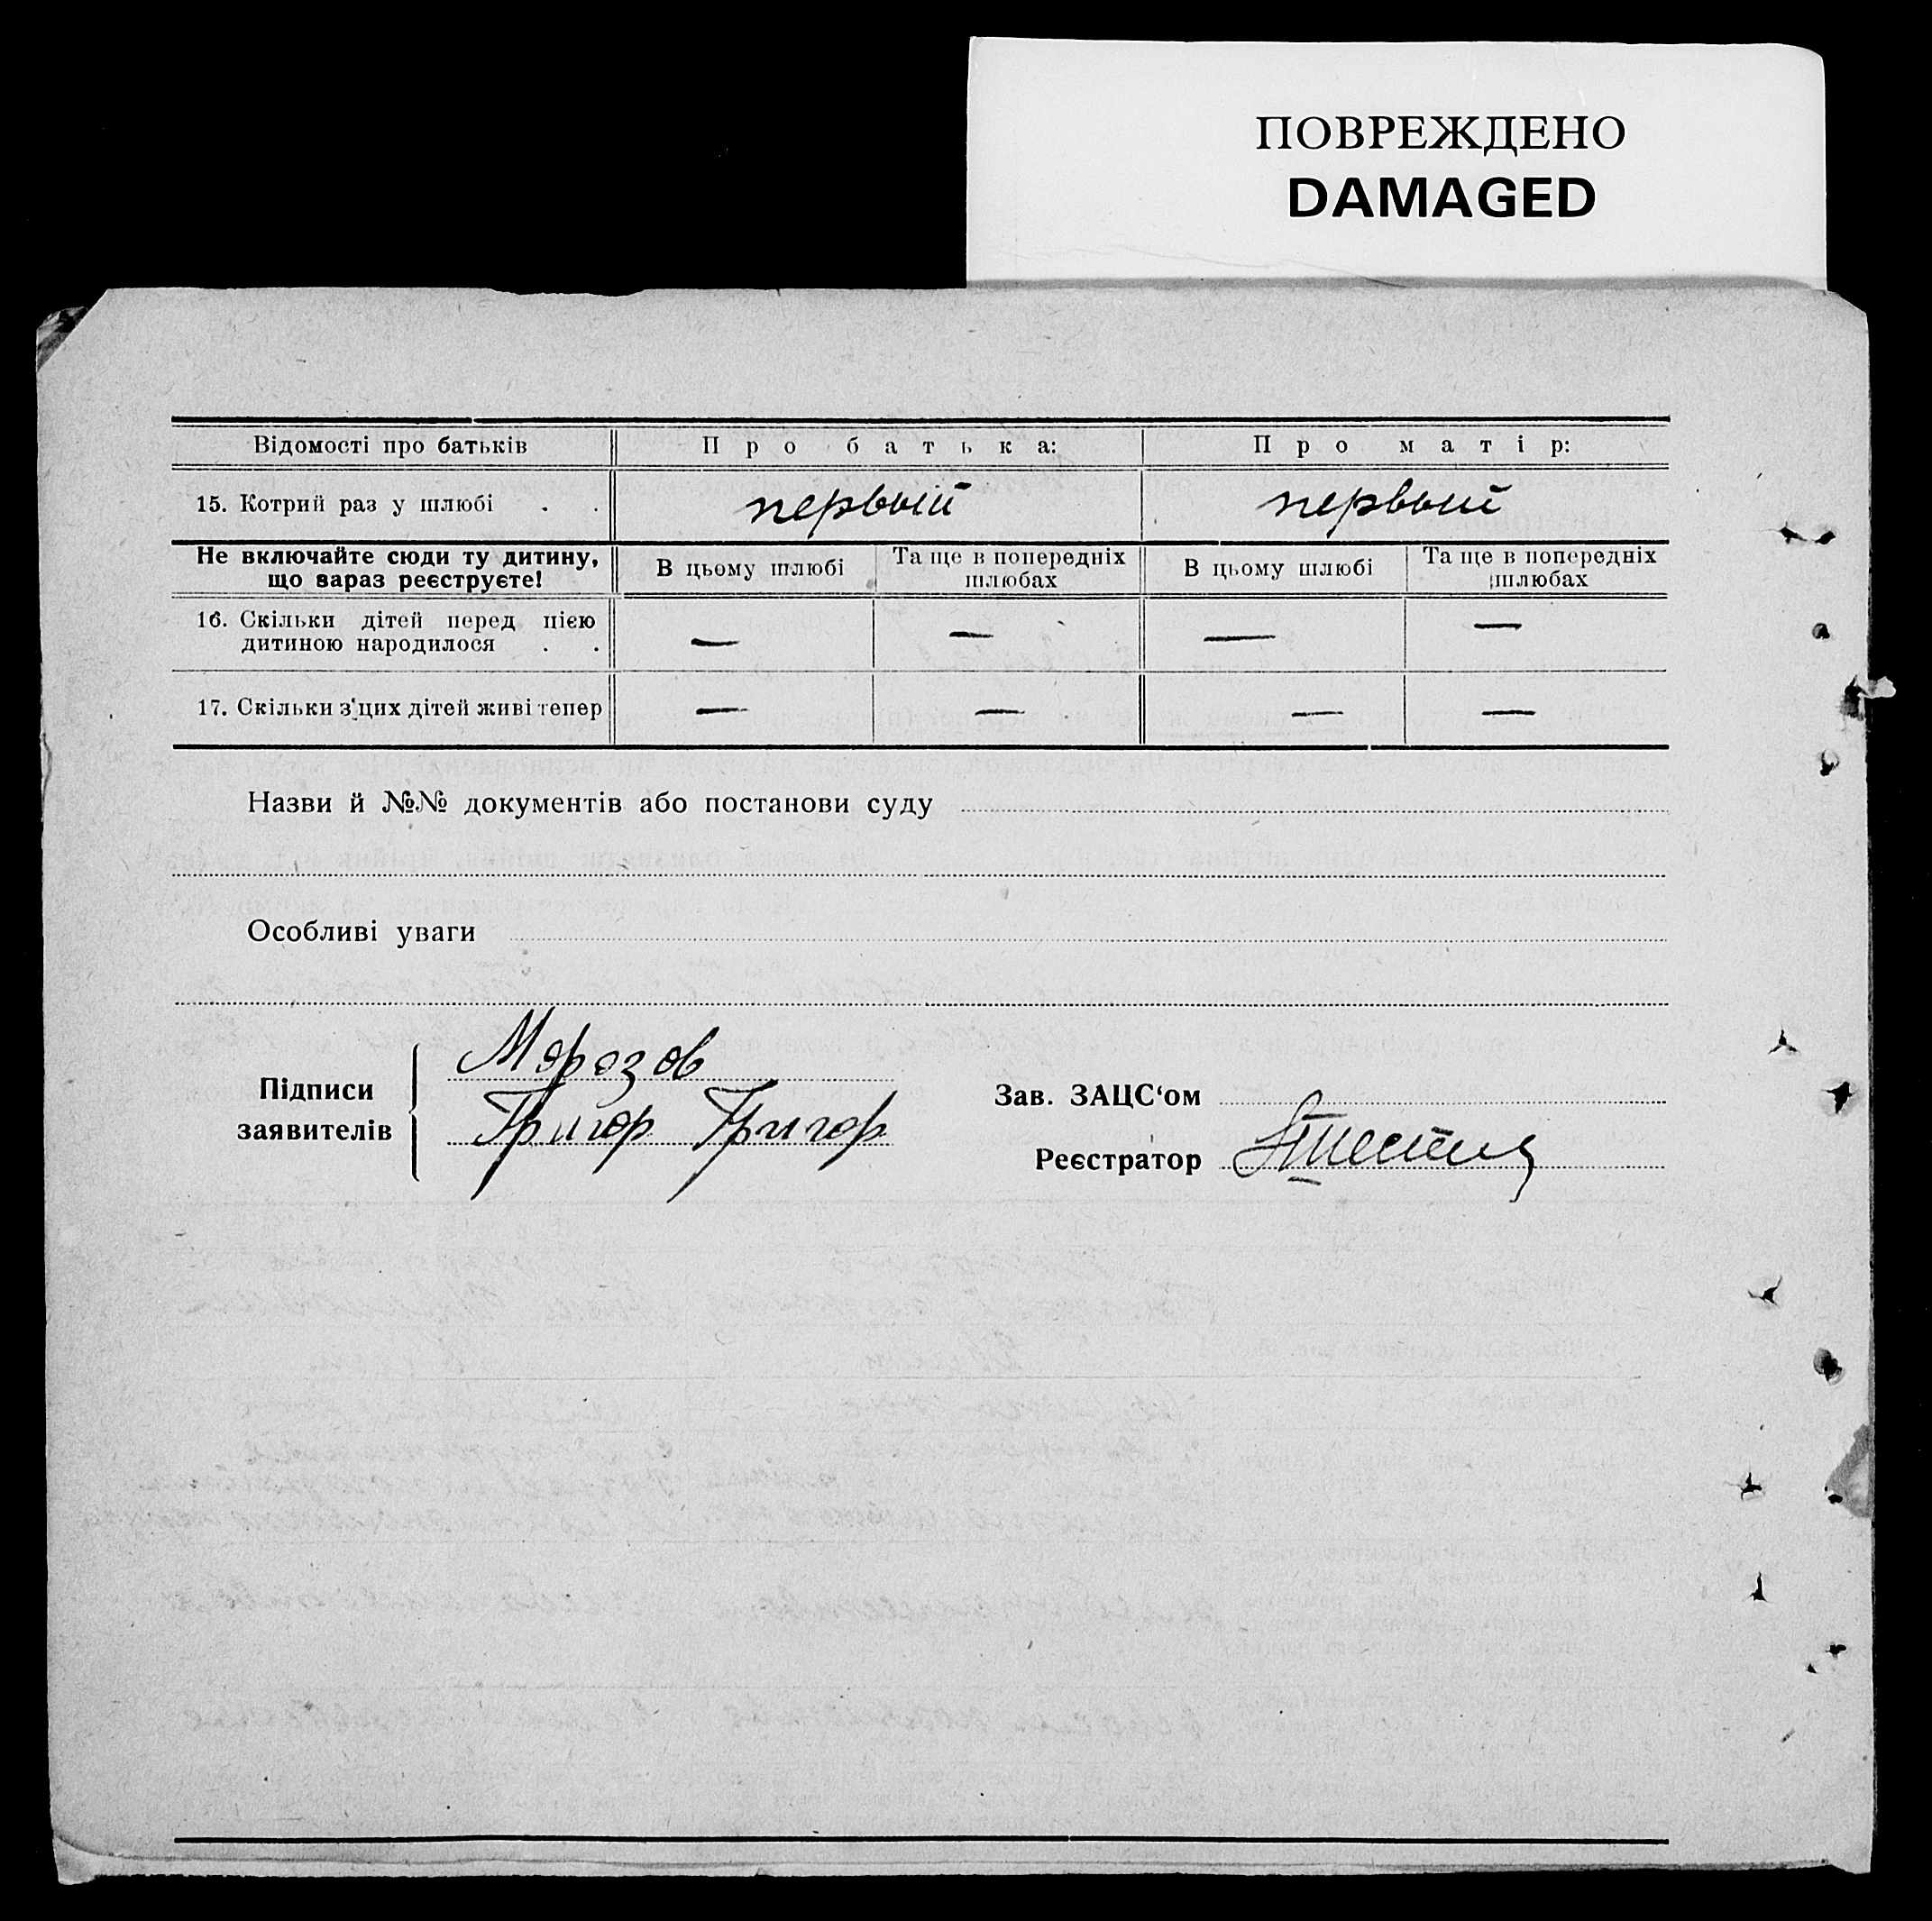 ПОВРЕЖДЕНО
DAMAGED
Відомості про батьків Про батька: Про матір:
15. Котрий раз у шлюбі . . первый первый
Не включайте сюди ту дитину, що зараз реєструєте! В цьому шлюбі Та ще в попередніх шлюбах В цьому шлюбі Та ще в попередніх шлюбах
16. Скільки дітей перед цією дитиною народилося . . — — — —
17. Скільки з цих дітей живі тепер — — — —
Назви й №№ документів або постанови суду
Особливі уваги
Підписи заявителів
Морозов
Григор Григор
Зав. ЗАЦС‘ом
Реєстратор